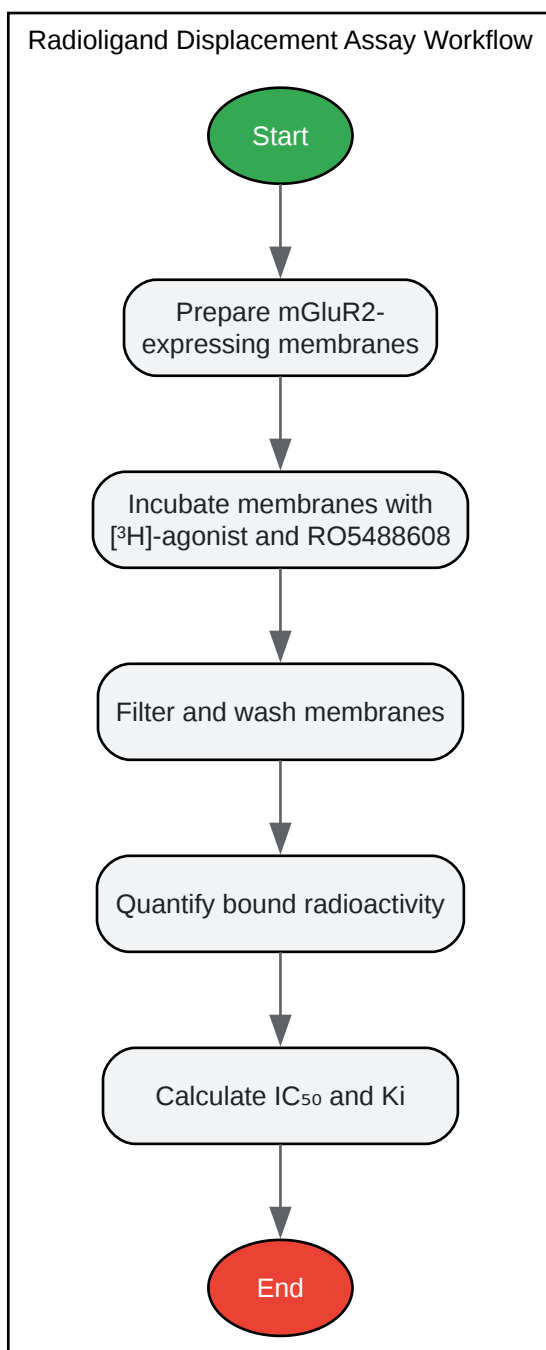 Radioligand Displacement Assay Workflow
Start
Prepare mGluR2-
expressing membranes
Incubate membranes with
[³H]-agonist and RO5488608
Filter and wash membranes
Quantify bound radioactivity
Calculate IC₅₀ and Ki
End